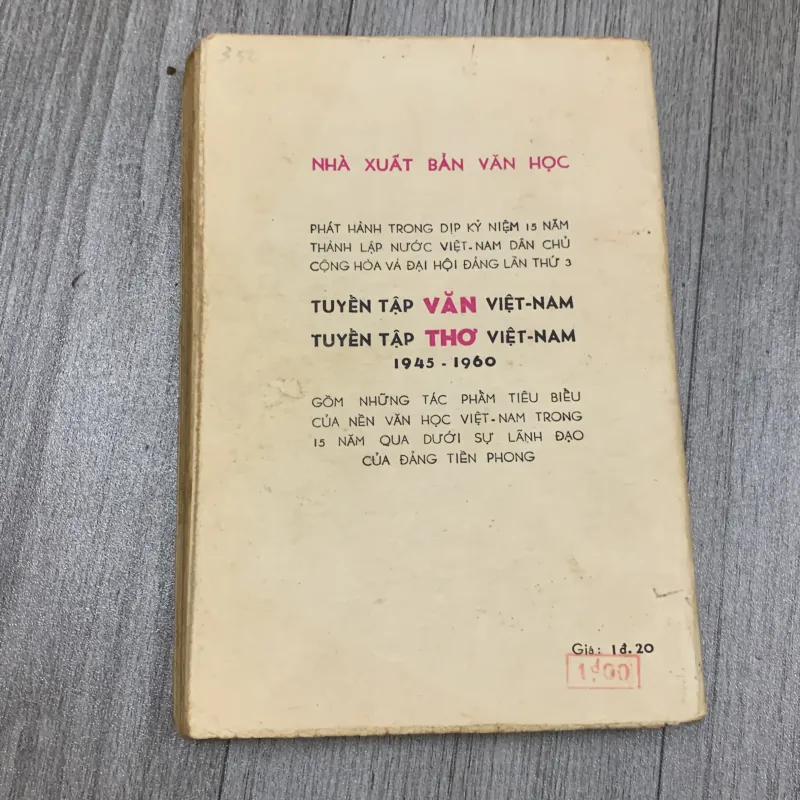 352
NHÀ XUẤT BẢN VĂN HỌC
PHÁT HÀNH TRONG DỊP KỶ NIỆM 15 NĂM
THÀNH LẬP NƯỚC VIỆT-NAM DÂN CHỦ
CỘNG HÒA VÀ ĐẠI HỘI ĐẢNG LẦN THỨ 3
TUYỂN TẬP VĂN VIỆT-NAM
TUYỂN TẬP THƠ VIỆT-NAM
1945 - 1960
GỒM NHỮNG TÁC PHẨM TIÊU BIỂU
CỦA NỀN VĂN HỌC VIỆT-NAM TRONG
15 NĂM QUA DƯỚI SỰ LÃNH ĐẠO
CỦA ĐẢNG TIỀN PHONG
Giá: 1đ.20
1đ00